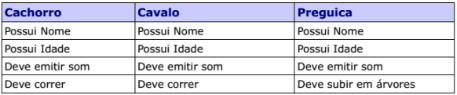 Cachorro Cavalo Preguica
Possui Nome Possui Nome Possui Nome
Possui Idade Possui Idade Possui Idade
Deve emitir som Deve emitir som Deve emitir som
Deve correr Deve correr Deve subir em árvores